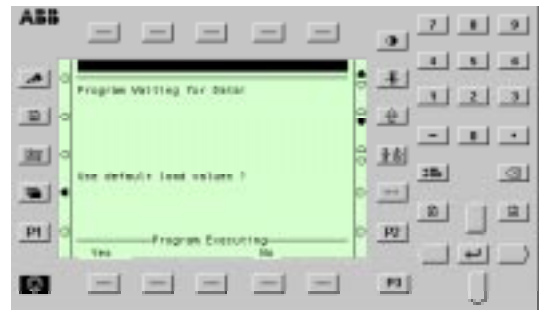 ABB
7 8 9
4 5 6
1 2 3
- 0 .
Program Waiting for Data!
Use default load values ?
Program Executing
Yes No
P1
P2
P3